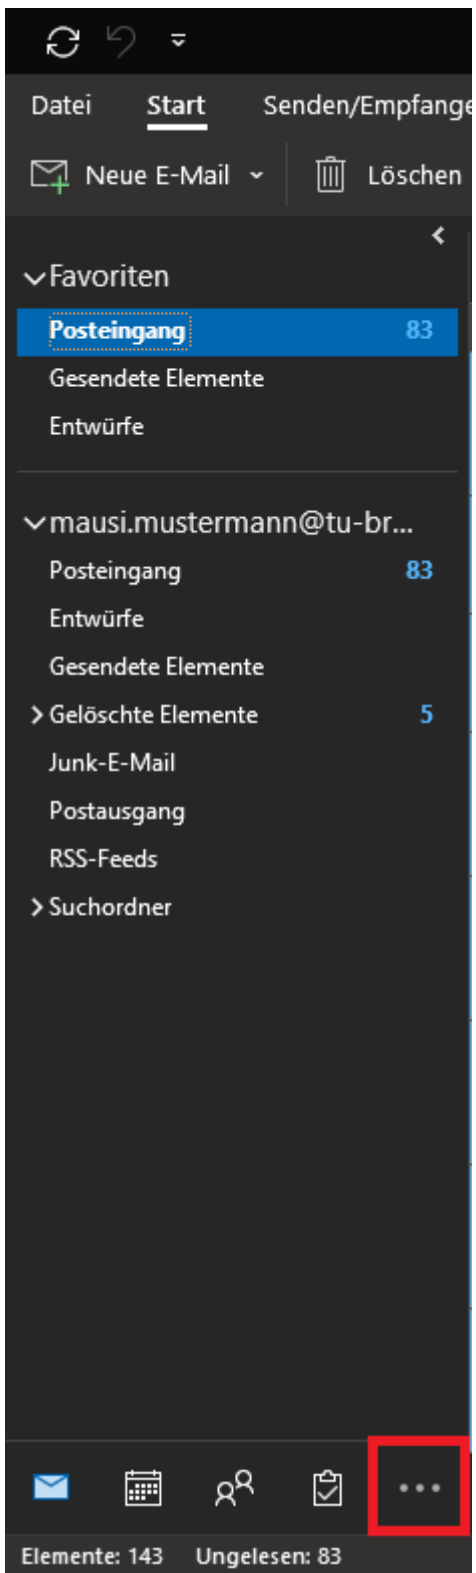 Datei Start Senden/Empfange
Neue E-Mail Löschen
Favoriten
Posteingang 83
Gesendete Elemente
Entwürfe
mausi.mustermann@tu-br...
Posteingang 83
Entwürfe
Gesendete Elemente
Gelöschte Elemente 5
Junk-E-Mail
Postausgang
RSS-Feeds
Suchordner
Elemente: 143 Ungelesen: 83